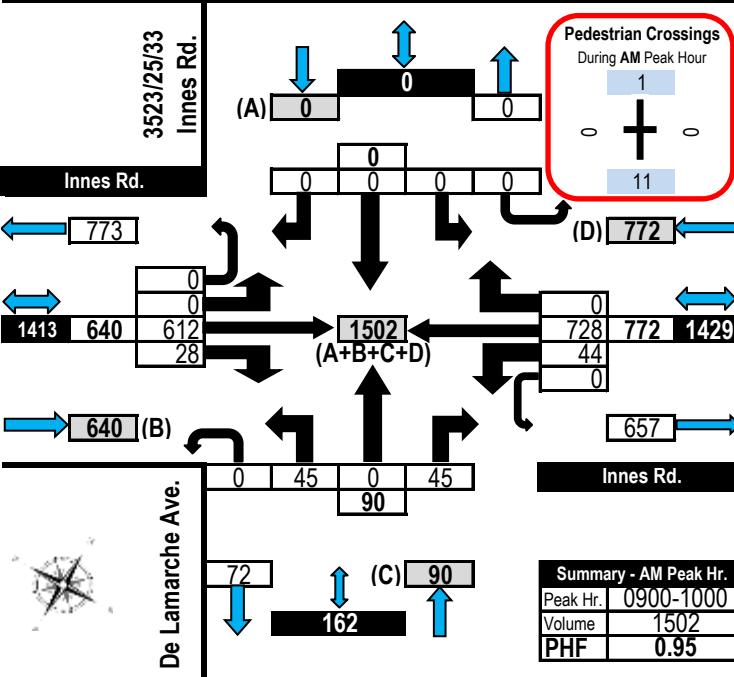 3523/25/33
Innes Rd.
Pedestrian Crossings
During AM Peak Hour
1
0 0
11
0
(A) 0 0
0
0 0 0 0
Innes Rd.
773
(D) 772
0
0
1413 640 612
28
1502
(A+B+C+D)
0
728 772 1429
44
0
640 (B)
657
0 45 0 45
90
Innes Rd.
De Lamarche Ave.
72
(C) 90
162
Summary - AM Peak Hr.
Peak Hr. 0900-1000
Volume 1502
PHF 0.95